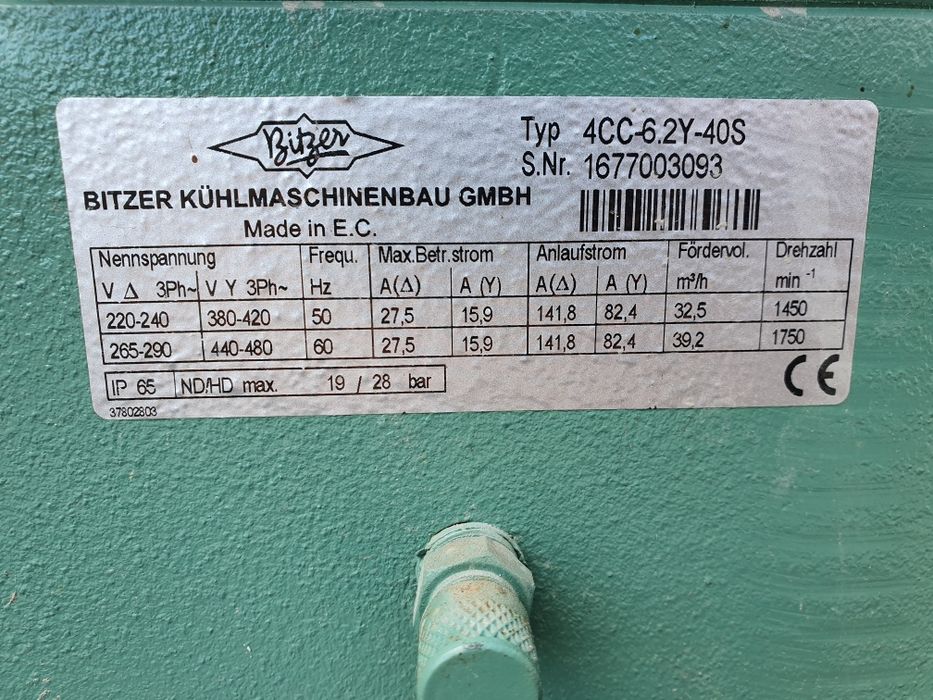 Bitzer
BITZER KÜHLMASCHINENBAU GMBH
Made in E.C.
Typ 4CC-6.2Y-40S
S.Nr. 1677003093
Nennspannung Frequ. Max.Betr.strom Anlaufstrom Fördervol. Drehzahl
V Δ 3Ph~ V Y 3Ph~ Hz A(Δ) A (Y) A(Δ) A (Y) m³/h min -1
220-240 380-420 50 27,5 15,9 141,8 82,4 32,5 1450
265-290 440-480 60 27,5 15,9 141,8 82,4 39,2 1750
IP 65 ND/HD max. 19 / 28 bar
CE
37802803